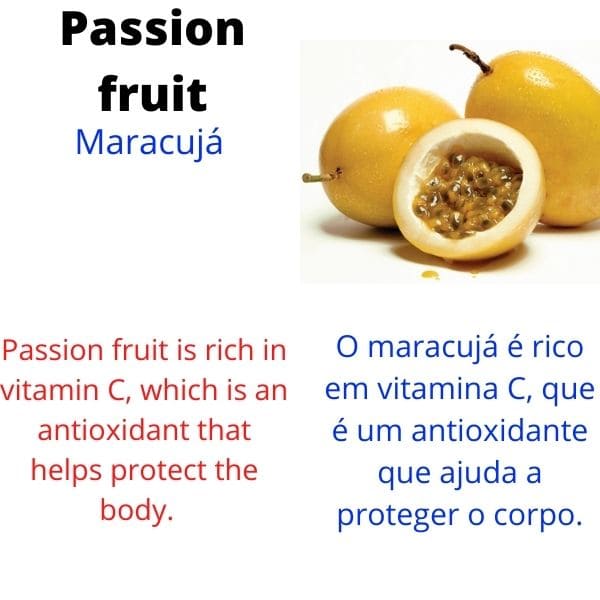 Passion
fruit
Maracujá
Passion fruit is rich in
vitamin C, which is an
antioxidant that
helps protect the
body.
O maracujá é rico
em vitamina C, que
é um antioxidante
que ajuda a
proteger o corpo.